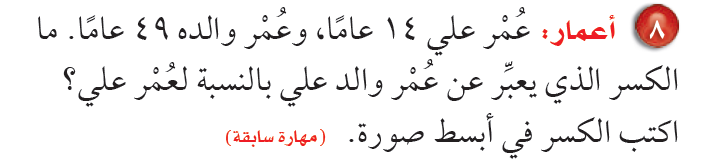 ٨ أعمار: عُمْر علي ١٤ عامًا، وعُمْر والده ٤٩ عامًا. ما
الكسر الذي يعبِّر عن عُمْر والد علي بالنسبة لعُمْر علي؟
اكتب الكسر في أبسط صورة. (مهارة سابقة)